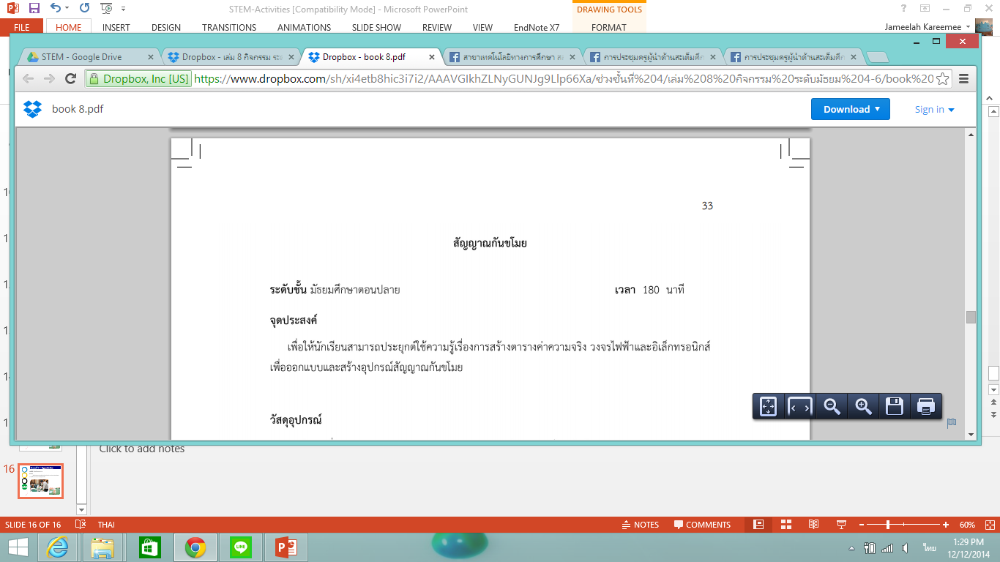 STEM-Activities [Compatibility Mode] - Microsoft PowerPoint
DRAWING TOOLS
FILE HOME INSERT DESIGN TRANSITIONS ANIMATIONS SLIDE SHOW REVIEW VIEW EndNote X7 FORMAT Jameelah Kareemee
STEM - Google Drive
Dropbox - เล่ม 8 กิจกรรม ระ
Dropbox - book 8.pdf
สาขาเทคโนโลยีทางการศึกษา
การประชุมครูผู้นำด้านสะเต็มศึก
การประชุมครูผู้นำด้านสะเต็มศึก
Dropbox, Inc [US] https://www.dropbox.com/sh/xi4etb8hic3i7i2/AAAVGIkhZLNyGUNJg9Llp66Xa/ช่วงชั้นที่%204/เล่ม%208%20กิจกรรม%20ระดับมัธยม%204-6/book%20
book 8.pdf
Download
Sign in
33
สัญญาณกันขโมย
ระดับชั้น มัธยมศึกษาตอนปลาย เวลา 180 นาที
จุดประสงค์
เพื่อให้นักเรียนสามารถประยุกต์ใช้ความรู้เรื่องการสร้างตารางค่าความจริง วงจรไฟฟ้าและอิเล็กทรอนิกส์
เพื่อออกแบบและสร้างอุปกรณ์สัญญาณกันขโมย
วัสดุอุปกรณ์
Click to add notes
16
SLIDE 16 OF 16 THAI NOTES COMMENTS 60%
LINE
ไทย
1:29 PM
12/12/2014